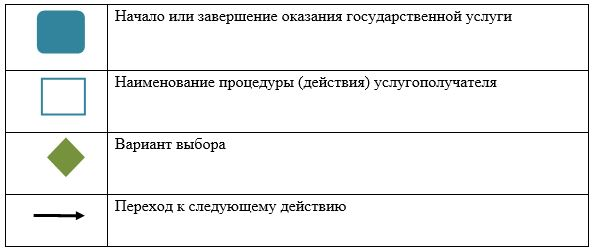 Начало или завершение оказания государственной услуги
Наименование процедуры (действия) услугополучателя
Вариант выбора
Переход к следующему действию